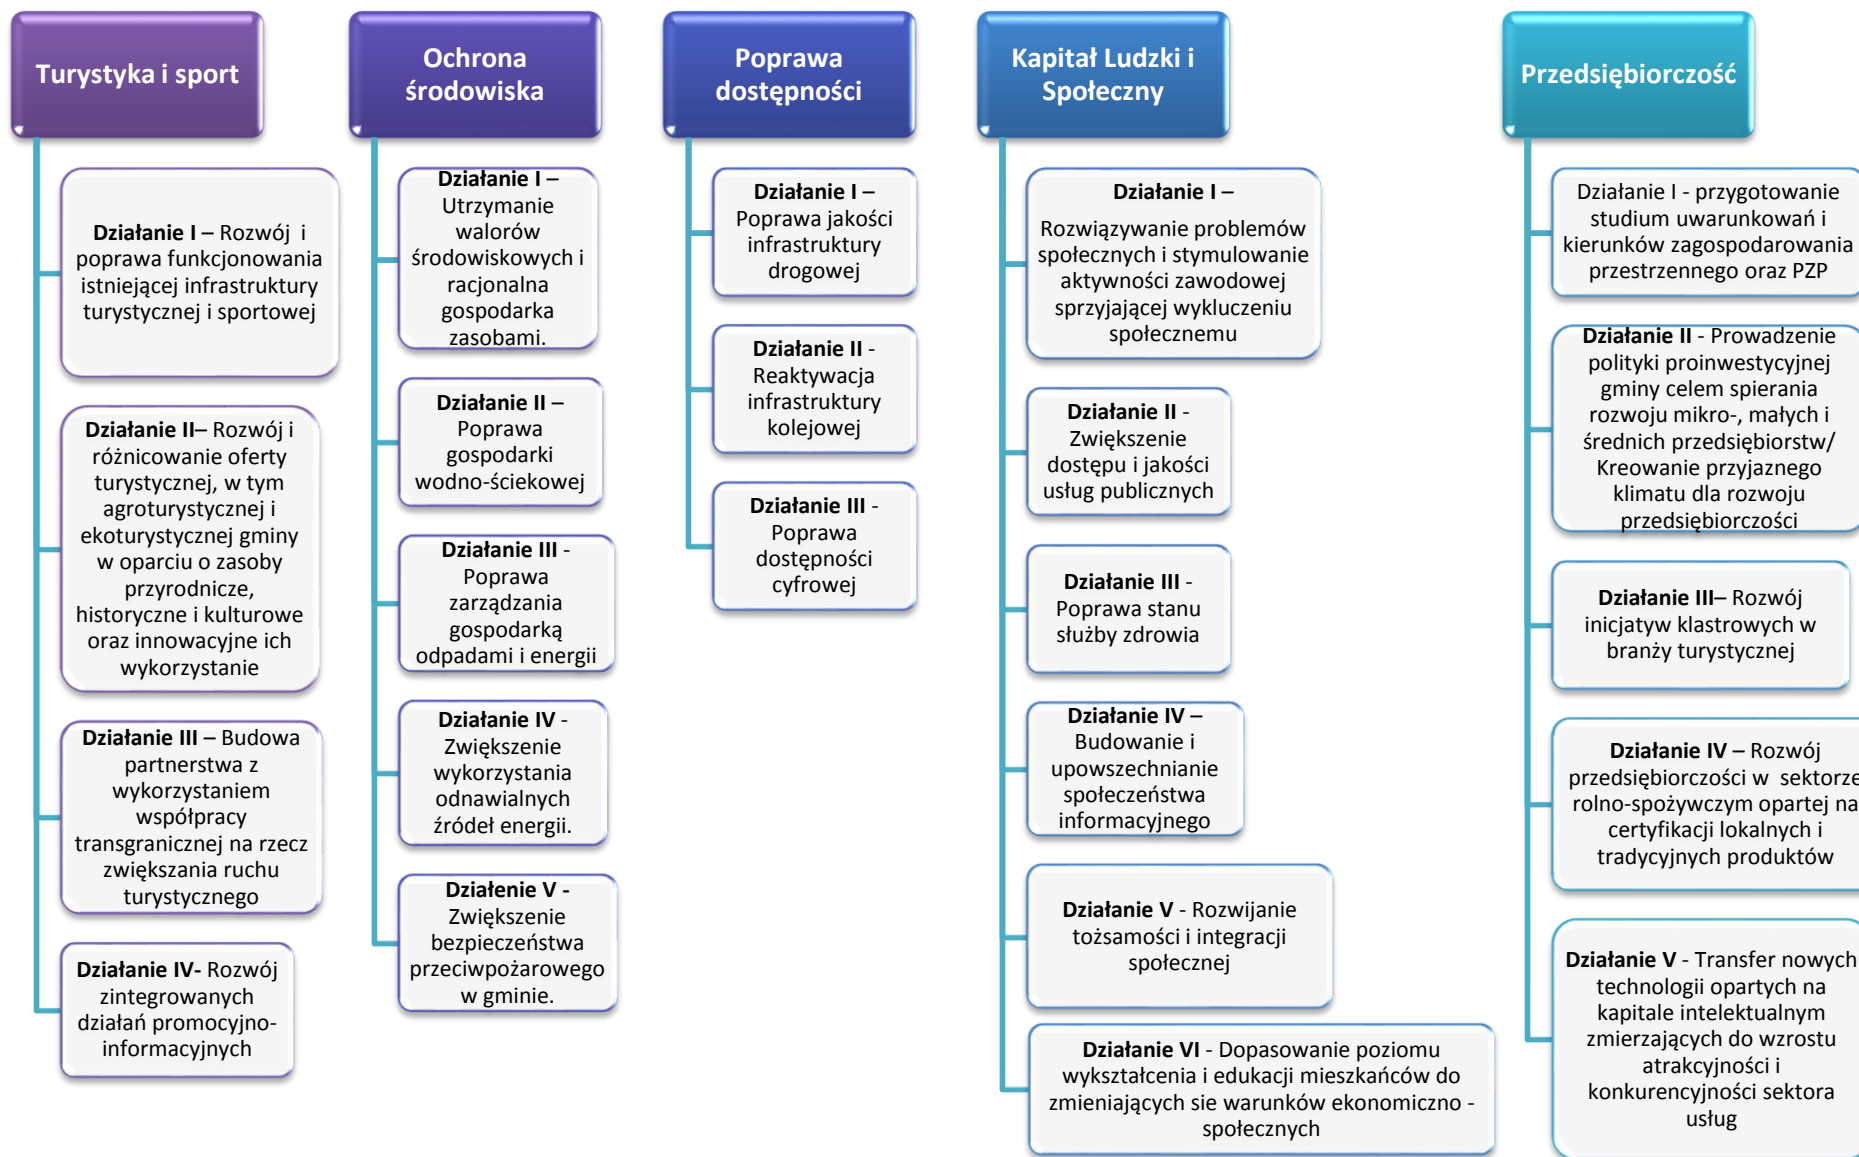 Turystyka i sport
Działanie I – Rozwój i
poprawa funkcjonowania
istniejącej infrastruktury
turystycznej i sportowej
Działanie II– Rozwój i
różnicowanie oferty
turystycznej, w tym
agroturystycznej i
ekoturystycznej gminy
w oparciu o zasoby
przyrodnicze,
historyczne i kulturowe
oraz innowacyjne ich
wykorzystanie
Działanie III – Budowa
partnerstwa z
wykorzystaniem
współpracy
transgranicznej na rzecz
zwiększania ruchu
turystycznego
Działanie IV- Rozwój
zintegrowanych
działań promocyjno-
informacyjnych
Ochrona
środowiska
Działanie I –
Utrzymanie
walorów
środowiskowych i
racjonalna
gospodarka
zasobami.
Działanie II –
Poprawa
gospodarki
wodno-ściekowej
Działanie III -
Poprawa
zarządzania
gospodarką
odpadami i energii
Działanie IV -
Zwiększenie
wykorzystania
odnawialnych
źródeł energii.
Działenie V -
Zwiększenie
bezpieczeństwa
przeciwpożarowego
w gminie.
Poprawa
dostępności
Działanie I –
Poprawa jakości
infrastruktury
drogowej
Działanie II -
Reaktywacja
infrastruktury
kolejowej
Działanie III -
Poprawa
dostępności
cyfrowej
Kapitał Ludzki i
Społeczny
Działanie I –
Rozwiązywanie problemów
społecznych i stymulowanie
aktywności zawodowej
sprzyjającej wykluczeniu
społecznemu
Działanie II -
Zwiększenie
dostępu i jakości
usług publicznych
Działanie III -
Poprawa stanu
służby zdrowia
Działanie IV –
Budowanie i
upowszechnianie
społeczeństwa
informacyjnego
Działanie V - Rozwijanie
tożsamości i integracji
społecznej
Działanie VI - Dopasowanie poziomu
wykształcenia i edukacji mieszkańców do
zmieniających sie warunków ekonomiczno -
społecznych
Przedsiębiorczość
Działanie I - przygotowanie
studium uwarunkowań i
kierunków zagospodarowania
przestrzennego oraz PZP
Działanie II - Prowadzenie
polityki proinwestycyjnej
gminy celem spierania
rozwoju mikro-, małych i
średnich przedsiębiorstw/
Kreowanie przyjaznego
klimatu dla rozwoju
przedsiębiorczości
Działanie III– Rozwój
inicjatyw klastrowych w
branży turystycznej
Działanie IV – Rozwój
przedsiębiorczości w sektorze
rolno-spożywczym opartej na
certyfikacji lokalnych i
tradycyjnych produktów
Działanie V - Transfer nowych
technologii opartych na
kapitale intelektualnym
zmierzających do wzrostu
atrakcyjności i
konkurencyjności sektora
usług